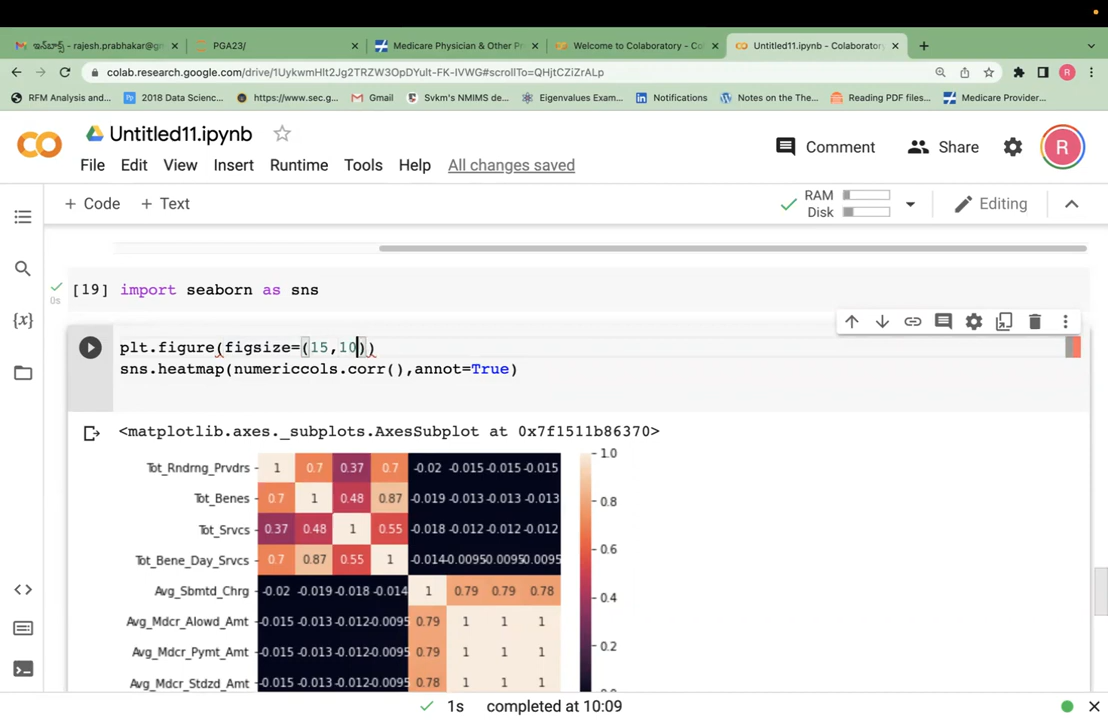 ఇన్‌బాక్స్ - rajesh.prabhakar@gm
PGA23/
Medicare Physician & Other Pr
Welcome to Colaboratory - Co
Untitled11.ipynb - Colaborator
colab.research.google.com/drive/1UykwmHlt2Jg2TRZW3OpDYult-FK-IVWG#scrollTo=QHjtCZiZrALp
RFM Analysis and...
2018 Data Scienc...
https://www.sec.g...
Gmail
Svkm's NMIMS de...
Eigenvalues Exam...
Notifications
Notes on the The...
Reading PDF files...
Medicare Provider...
Untitled11.ipynb
Comment
Share
R
File Edit View Insert Runtime Tools Help All changes saved
+ Code + Text
RAM
Disk
Editing
[19] import seaborn as sns
0s
plt.figure(figsize=(15,10))
sns.heatmap(numericcols.corr(),annot=True)
<matplotlib.axes._subplots.AxesSubplot at 0x7f1511b86370>
Tot_Rndrng_Prvdrs 1 0.7 0.37 0.7 -0.02 -0.015 -0.015 -0.015
Tot_Benes 0.7 1 0.48 0.87 -0.019 -0.013 -0.013 -0.013
Tot_Srvcs 0.37 0.48 1 0.55 -0.018 -0.012 -0.012 -0.012
Tot_Bene_Day_Srvcs 0.7 0.87 0.55 1 -0.014 -0.0095 -0.0095 -0.0095
Avg_Sbmtd_Chrg -0.02 -0.019 -0.018 -0.014 1 0.79 0.79 0.78
Avg_Mdcr_Alowd_Amt -0.015 -0.013 -0.012 -0.0095 0.79 1 1 1
Avg_Mdcr_Pymt_Amt -0.015 -0.013 -0.012 -0.0095 0.79 1 1 1
Avg_Mdcr_Stdzd_Amt -0.015 -0.013 -0.012 -0.0095 0.78 1 1 1
1.0
0.8
0.6
0.4
0.2
1s completed at 10:09